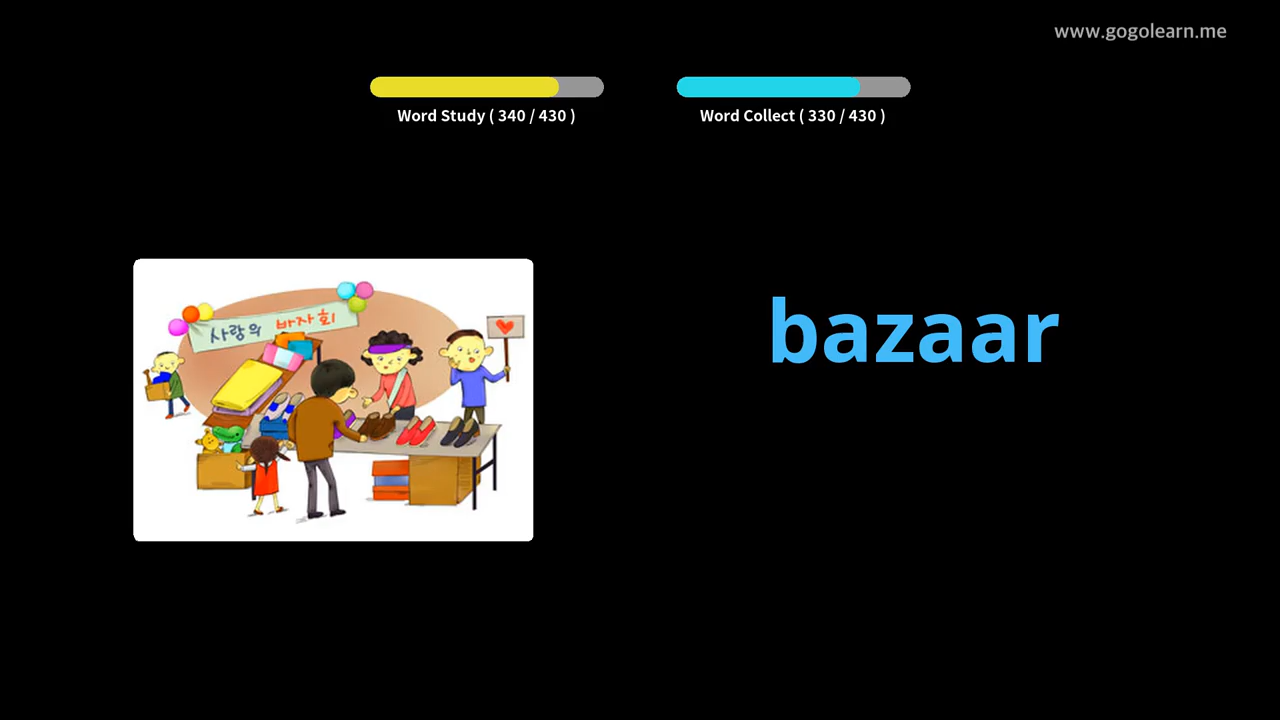 www.gogolearn.me
Word Study ( 340 / 430 )
Word Collect ( 330 / 430 )
사랑의 바자회
bazaar